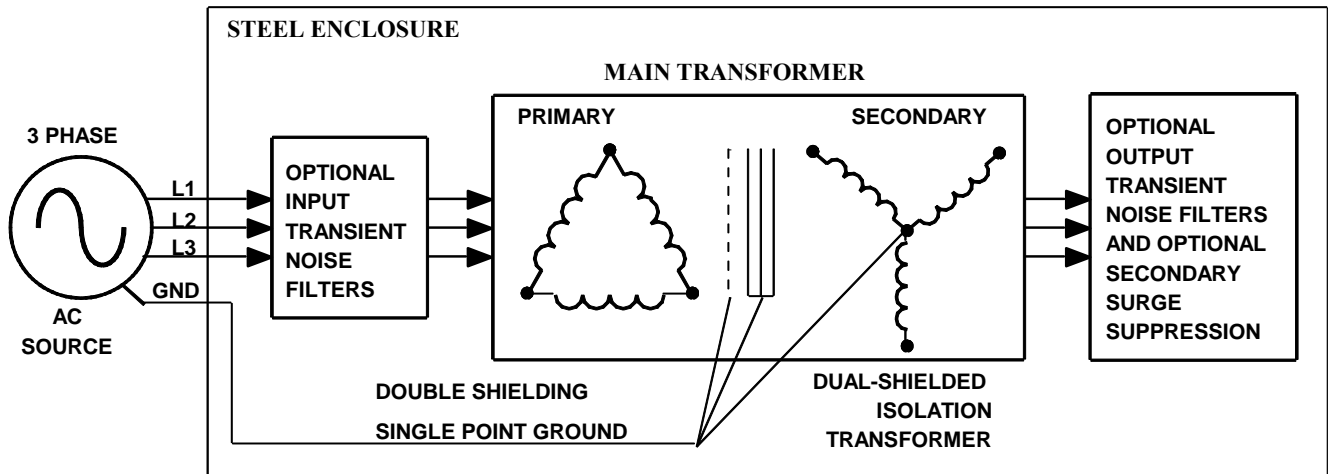 STEEL ENCLOSURE
MAIN TRANSFORMER
3 PHASE
L1
L2
L3
GND
AC
SOURCE
OPTIONAL
INPUT
TRANSIENT
NOISE
FILTERS
PRIMARY
SECONDARY
OPTIONAL
OUTPUT
TRANSIENT
NOISE FILTERS
AND OPTIONAL
SECONDARY
SURGE
SUPPRESSION
DOUBLE SHIELDING
SINGLE POINT GROUND
DUAL-SHIELDED
ISOLATION
TRANSFORMER